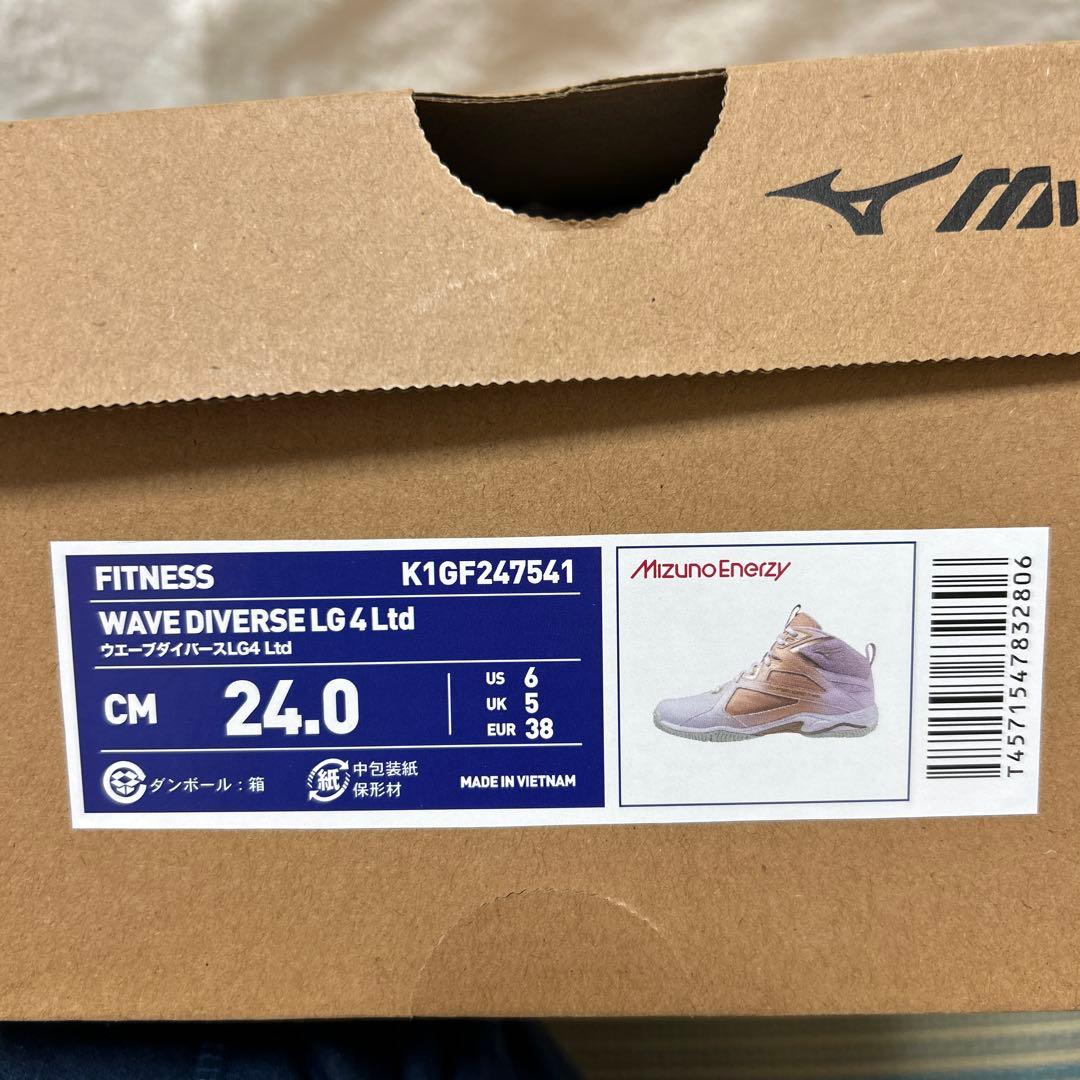 FITNESS K1GF247541
WAVE DIVERSE LG 4 Ltd
ウエーブダイバースLG4 Ltd
CM 24.0
US 6
UK 5
EUR 38
ダンボール：箱
紙
中包装紙
保形材
MADE IN VIETNAM
Mizuno Enerzy
T4571547832806